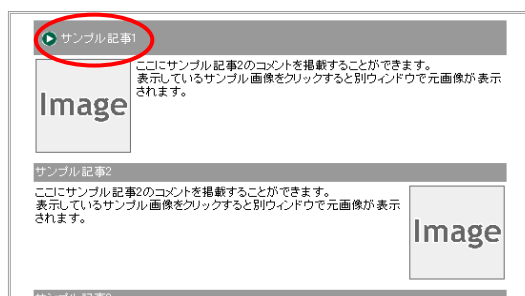 サンプル記事1
ここにサンプル記事2のコメントを掲載することができます。
表示しているサンプル画像をクリックすると別ウィンドウで元画像が表示
されます。
Image
サンプル記事2
ここにサンプル記事2のコメントを掲載することができます。
表示しているサンプル画像をクリックすると別ウィンドウで元画像が表示
されます。
Image